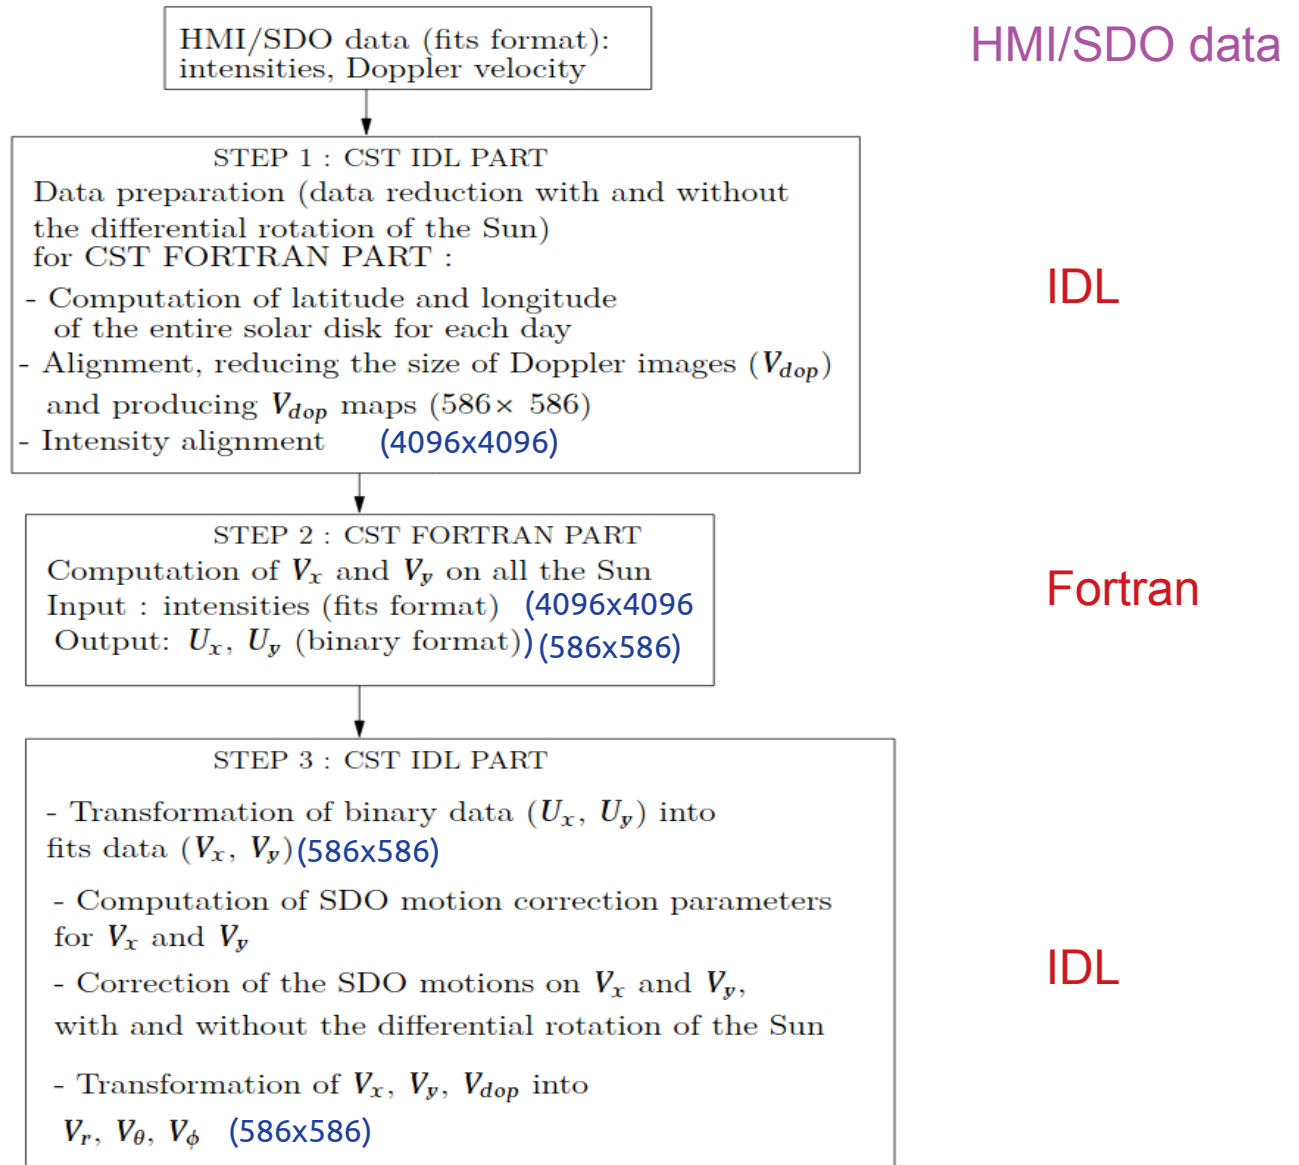 HMI/SDO data (fits format):
intensities, Doppler velocity
HMI/SDO data
STEP 1 : CST IDL PART
Data preparation (data reduction with and without
the differential rotation of the Sun)
for CST FORTRAN PART :
- Computation of latitude and longitude
of the entire solar disk for each day
- Alignment, reducing the size of Doppler images (V_dop)
and producing V_dop maps (586× 586)
- Intensity alignment (4096x4096)
IDL
STEP 2 : CST FORTRAN PART
Computation of V_x and V_y on all the Sun
Input : intensities (fits format) (4096x4096
Output: U_x, U_y (binary format)) (586x586)
Fortran
STEP 3 : CST IDL PART
- Transformation of binary data (U_x, U_y) into
fits data (V_x, V_y) (586x586)
- Computation of SDO motion correction parameters
for V_x and V_y
- Correction of the SDO motions on V_x and V_y,
with and without the differential rotation of the Sun
- Transformation of V_x, V_y, V_dop into
V_r, V_θ, V_ϕ (586x586)
IDL